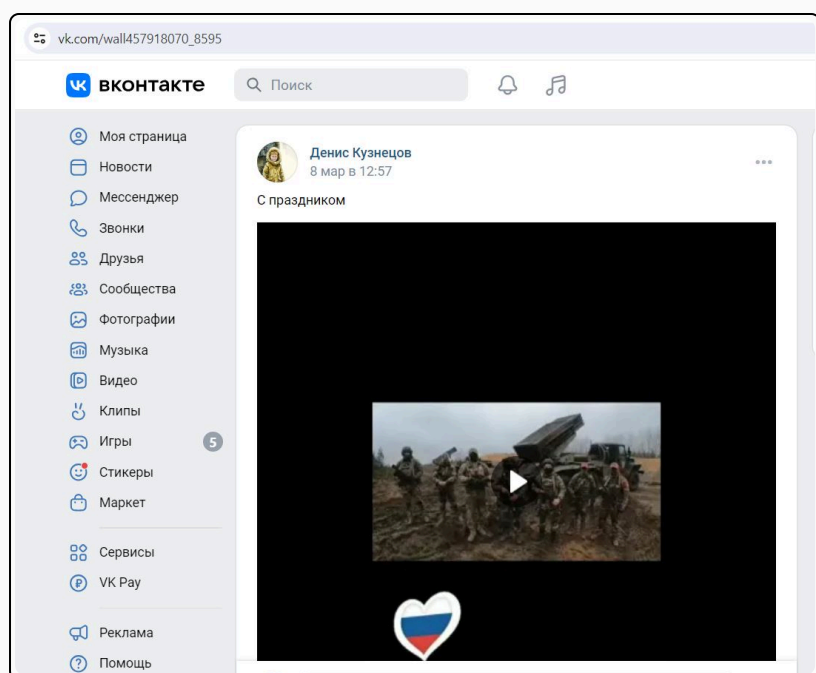 vk.com/wall457918070_8595
ВКОНТАКТЕ
Поиск
Моя страница
Новости
Мессенджер
Звонки
Друзья
Сообщества
Фотографии
Музыка
Видео
Клипы
Игры 5
Стикеры
Маркет
Сервисы
VK Pay
Реклама
Помощь
Денис Кузнецов
8 мар в 12:57
С праздником